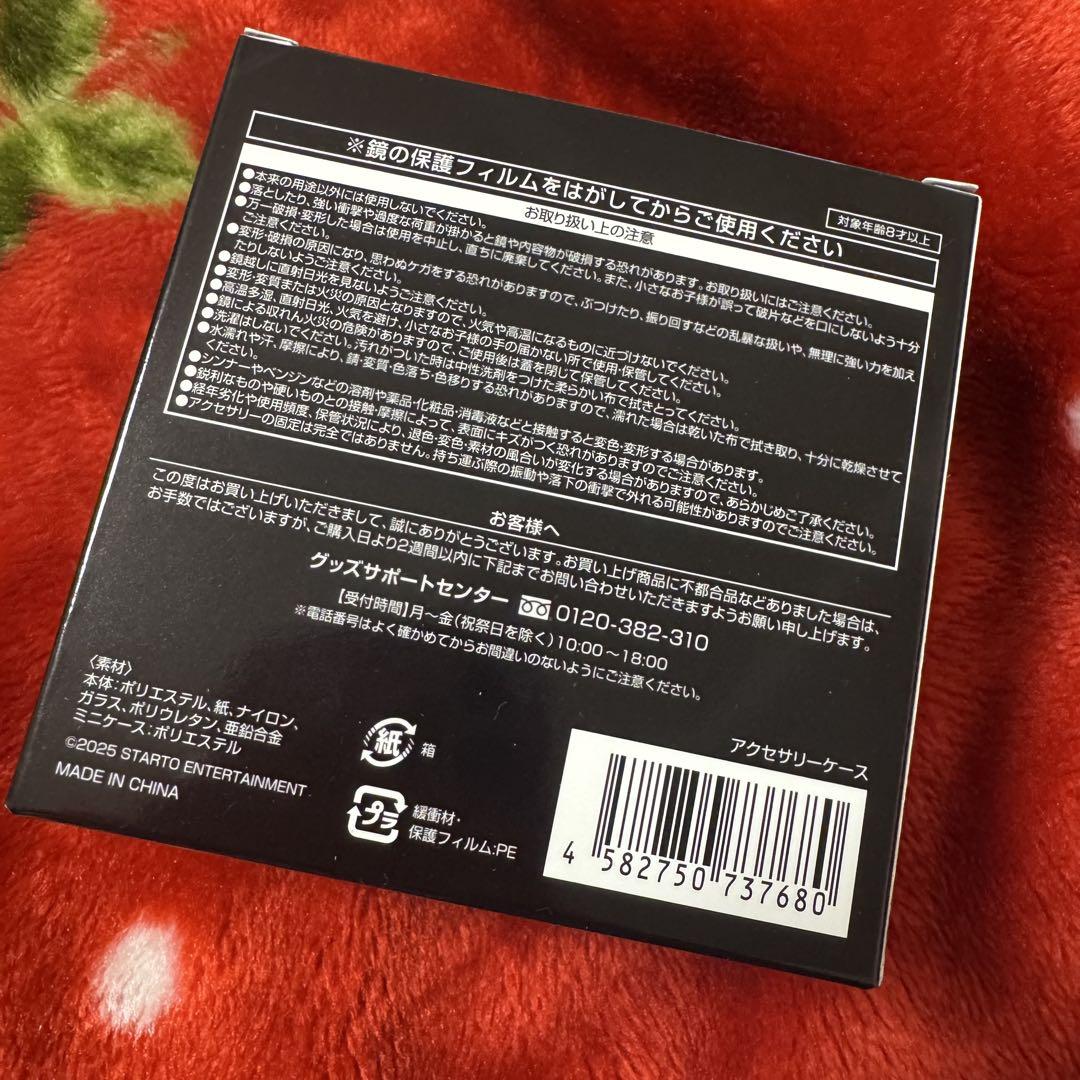 ※鏡の保護フィルムをはがしてからご使用ください
対象年齢8才以上
お取り扱い上の注意
●本来の用途以外には使用しないでください。
●落としたり、強い衝撃や過度な荷重が掛かると鏡や内容物が破損する恐れがあります。お取り扱いにはご注意ください。
●万一破損・変形した場合は使用を中止し、直ちに廃棄してください。また、小さなお子様が誤って破片などを口にしないよう十分
ご注意ください。
●変形・破損の原因になり、思わぬケガをする恐れがありますので、ぶつけたり、振り回すなどの乱暴な扱いや、無理に強い力を加え
たりしないようご注意ください。
●鏡越しに直射日光を見ないようご注意ください。
●変形・変質または火災の原因となりますので、火気や高温になるものに近づけないでください。
●高温多湿、直射日光、火気を避け、小さなお子様の手の届かない所で使用・保管してください。
●鏡による収れん火災の危険がありますので、ご使用後は蓋を閉じて保管してください。
●洗濯はしないでください。汚れがついた時は中性洗剤をつけた柔らかい布で拭きとってください。
●水濡れや汗、摩擦により、錆・変質・色落ち・色移りする恐れがありますので、濡れた場合は乾いた布で拭き取り、十分に乾燥させて
ください。
●シンナーやベンジンなどの溶剤や薬品・化粧品・消毒液などと接触すると変色・変形する場合があります。
●鋭利なものや硬いものとの接触・摩擦によって、表面にキズがつく恐れがありますのでご注意ください。
●経年劣化や使用頻度、保管状況により、退色・変色・素材の風合いが変化する場合がありますので、あらかじめご了承ください。
●アクセサリーの固定は完全ではありません。持ち運ぶ際の振動や落下の衝撃で外れる可能性がありますのでご注意ください。
お客様へ
この度はお買い上げいただきまして、誠にありがとうございます。お買い上げ商品に不都合品などありました場合は、
お手数ではございますが、ご購入日より2週間以内に下記までお問い合わせいただきますようお願い申し上げます。
グッズサポートセンター 0120-382-310
【受付時間】月～金(祝祭日を除く)10:00～18:00
※電話番号はよく確かめてからお間違いのないようにご注意ください。
〈素材〉
本体:ポリエステル、紙、ナイロン、
ガラス、ポリウレタン、亜鉛合金
ミニケース:ポリエステル
©2025 STARTO ENTERTAINMENT
MADE IN CHINA
紙 箱
プラ 緩衝材・
保護フィルム:PE
アクセサリーケース
4 582750 737680